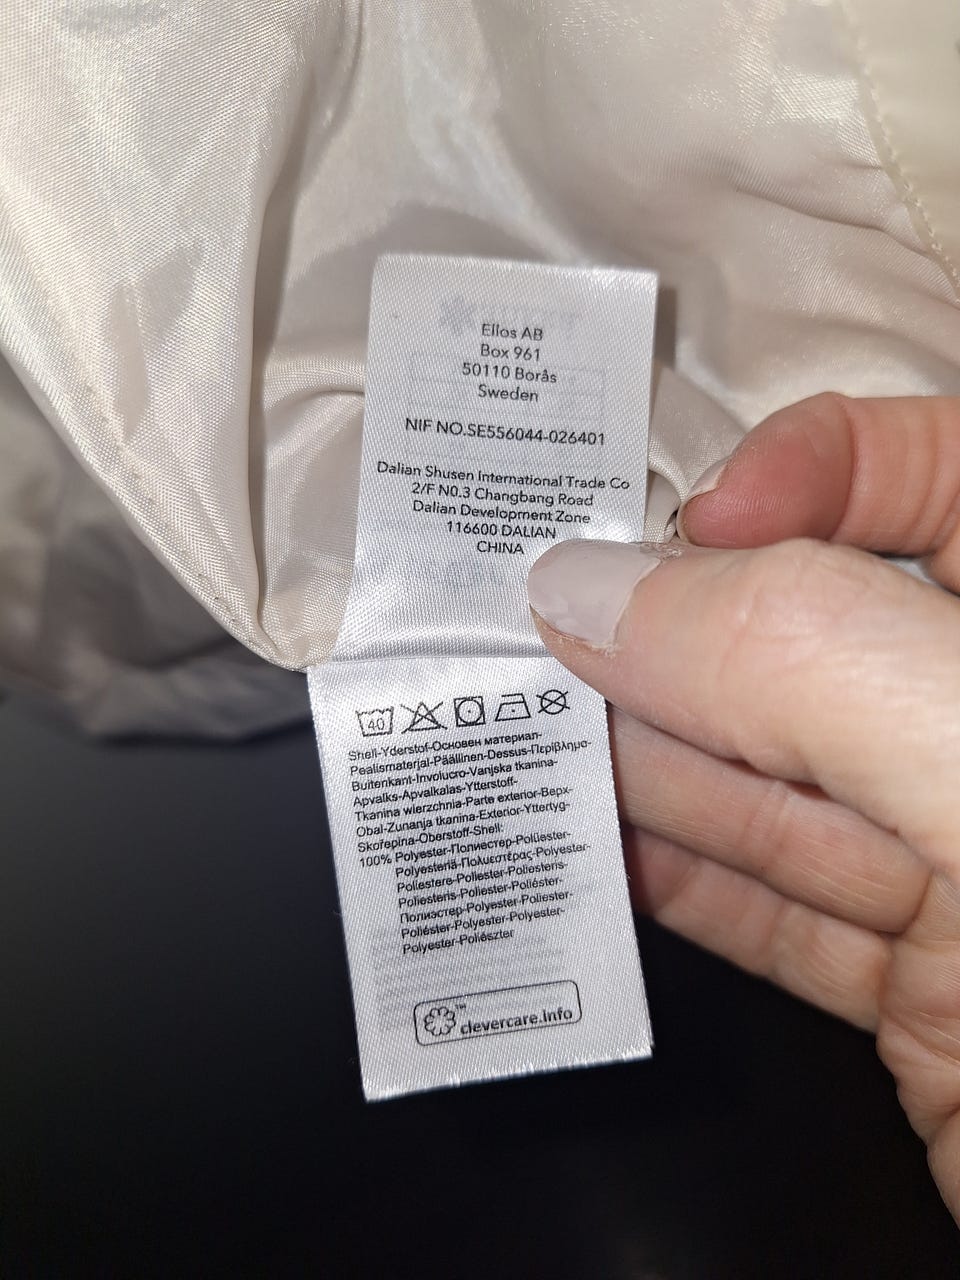 Ellos AB
Box 961
50110 Borås
Sweden
NIF NO.SE556044-026401
Dalian Shusen International Trade Co
2/F N0.3 Changbang Road
Dalian Development Zone
116600 DALIAN
CHINA
40
Shell-Yderstof-Основен материал-
Pealismaterjal-Päällinen-Dessus-Περίβλημα-
Buitenkant-Involucro-Vanjska tkanina-
Apvalks-Apvalkalas-Ytterstoff-
Tkanina wierzchnia-Parte exterior-Верх-
Obal-Zunanja tkanina-Exterior-Yttertyg-
Skořepina-Oberstoff-Shell:
100% Polyester-Полиестер-Polüester-
Polyesteriä-Πολυεστέρας-Polyester-
Poliestere-Poliester-Poliesteris-
Poliesteris-Poliester-Poliéster-
Полиэстер-Polyester-Poliester-
Poliéster-Polyester-Polyester-
Polyester-Poliészter
™
clevercare.info